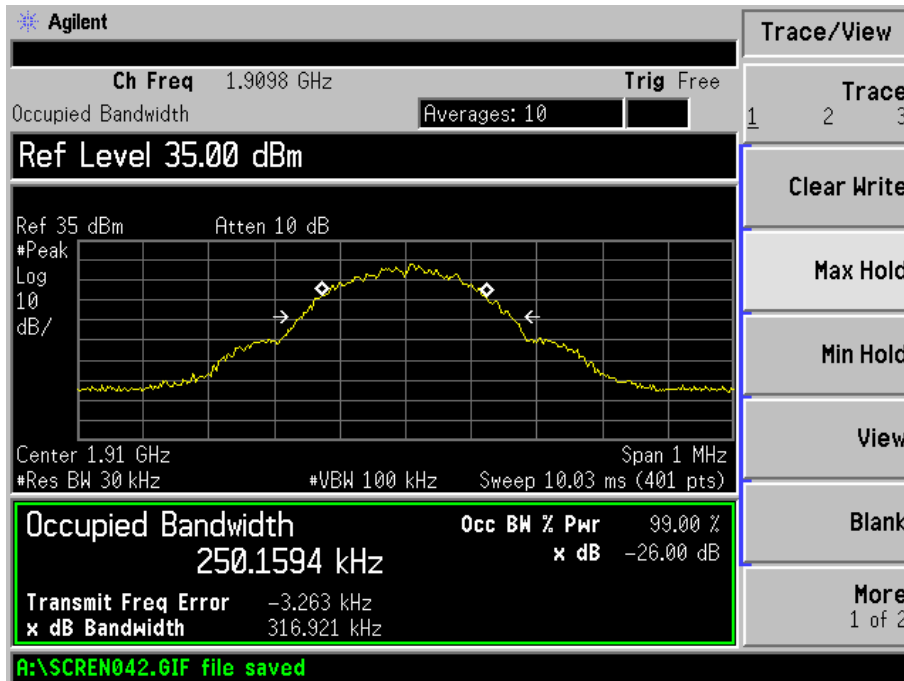 Agilent
Trace/View
Ch Freq 1.9098 GHz Trig Free
Occupied Bandwidth Averages: 10
Trace
1 2 3
Ref Level 35.00 dBm
Clear Write
Ref 35 dBm Atten 10 dB
#Peak
Log
10
dB/
Max Hold
Min Hold
Center 1.91 GHz Span 1 MHz
#Res BW 30 kHz #VBW 100 kHz Sweep 10.03 ms (401 pts)
View
Occupied Bandwidth Occ BW % Pwr 99.00 %
250.1594 kHz x dB -26.00 dB
Blank
Transmit Freq Error -3.263 kHz
x dB Bandwidth 316.921 kHz
More
1 of 2
A:\SCREN042.GIF file saved